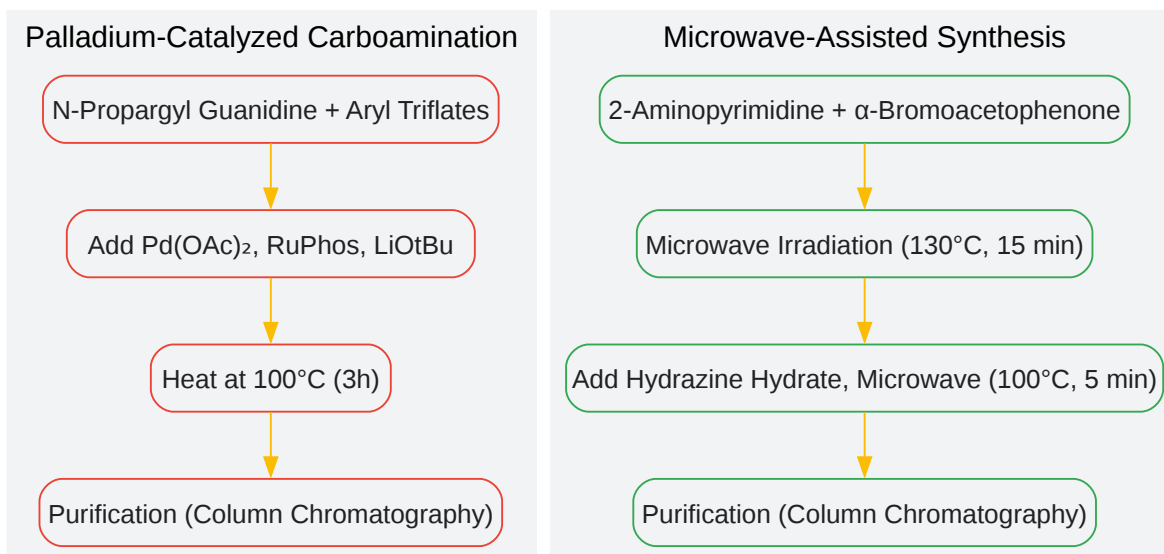 Palladium-Catalyzed Carboamination
N-Propargyl Guanidine + Aryl Triflates
Add Pd(OAc)₂, RuPhos, LiOtBu
Heat at 100°C (3h)
Purification (Column Chromatography)
Microwave-Assisted Synthesis
2-Aminopyrimidine + α-Bromoacetophenone
Microwave Irradiation (130°C, 15 min)
Add Hydrazine Hydrate, Microwave (100°C, 5 min)
Purification (Column Chromatography)